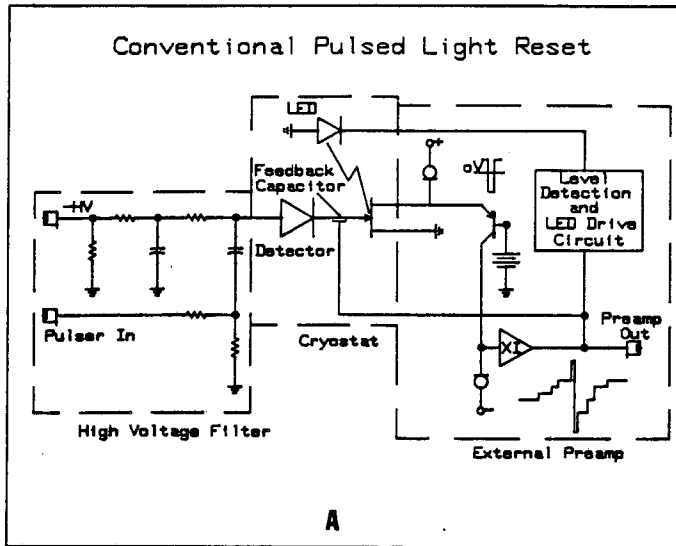 Conventional Pulsed Light Reset
LED
Feedback
Capacitor
+HV
Detector
0V
Level
Detection
and
LED Drive
Circuit
Pulser In
Cryostat
X1
Preamp
Out
High Voltage Filter
External Preamp
A